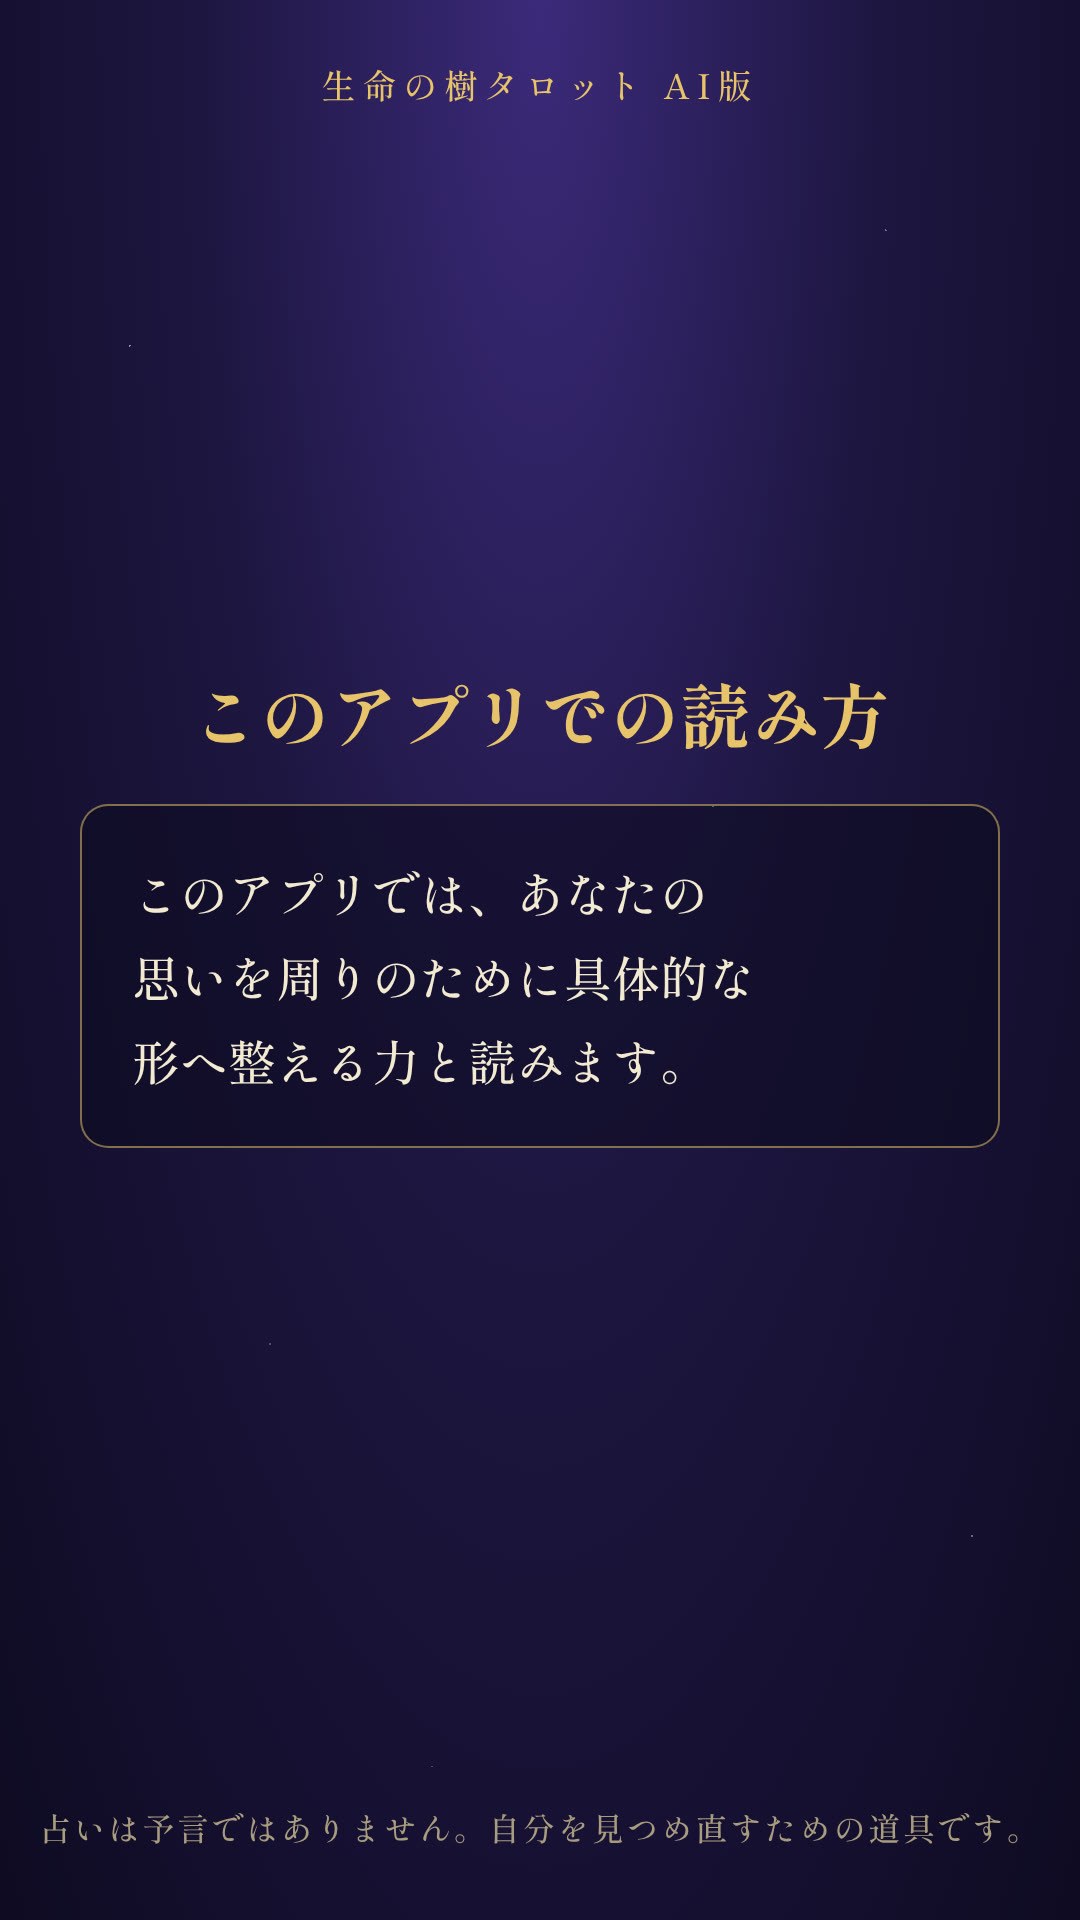 生命の樹タロット AI版
このアプリでの読み方
このアプリでは、あなたの
思いを周りのために具体的な
形へ整える力と読みます。
占いは予言ではありません。自分を見つめ直すための道具です。